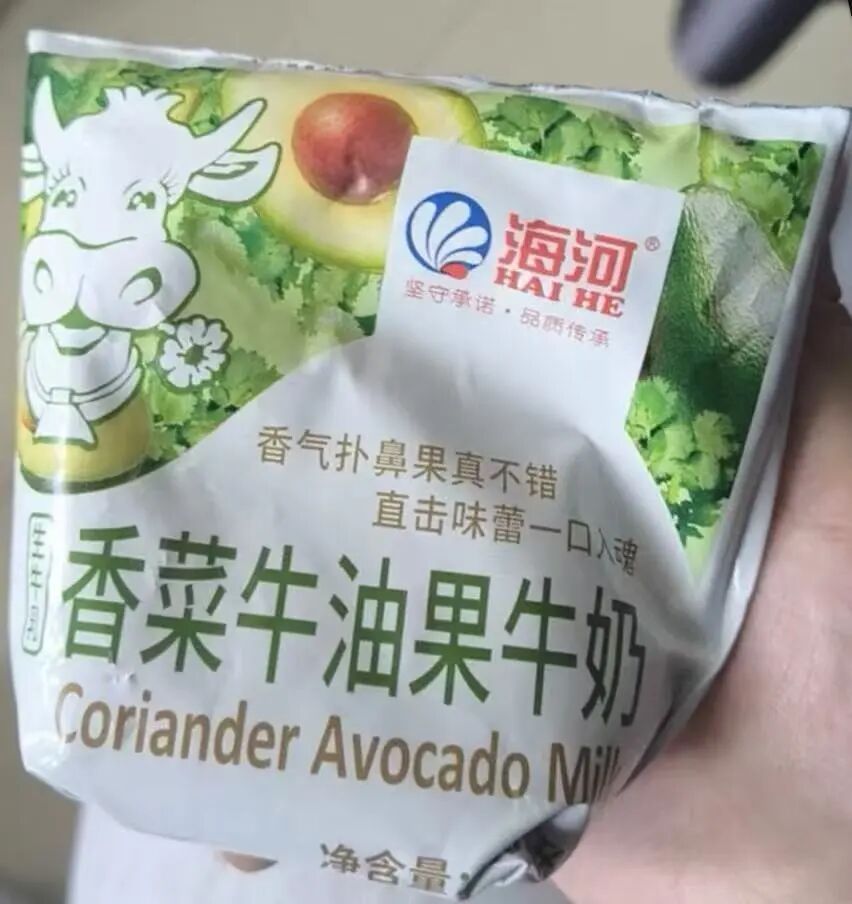 海河®
HAI HE
坚守承诺·品质传承
香气扑鼻果真不错
直击味蕾一口入魂
香菜牛油果牛奶
Coriander Avocado Milk
净含量: